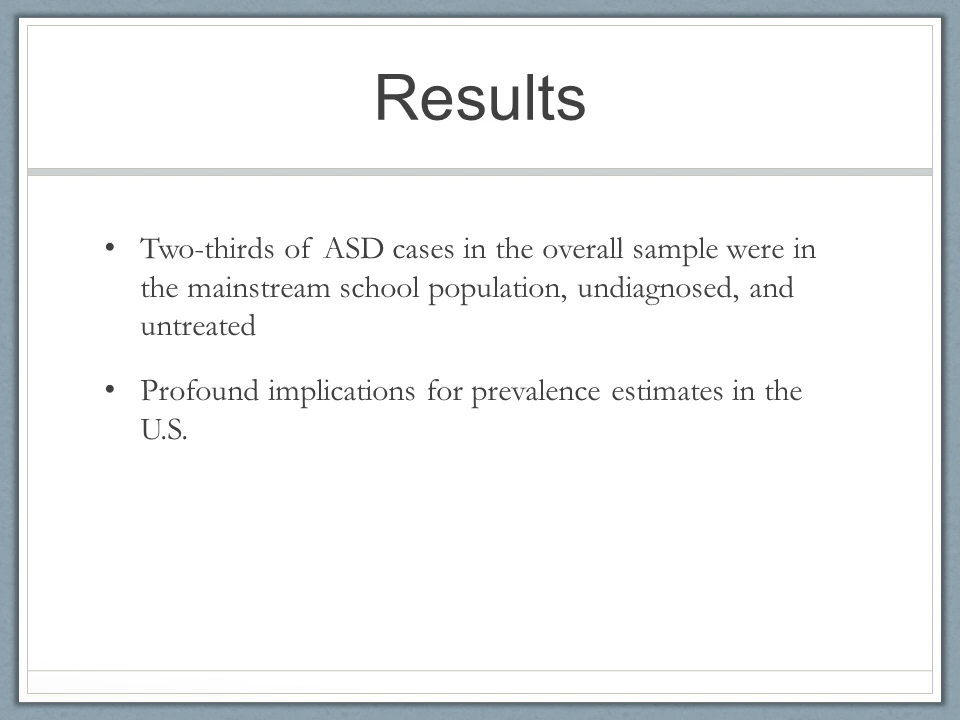 Results
• Two-thirds of ASD cases in the overall sample were in
the mainstream school population, undiagnosed, and
untreated
• Profound implications for prevalence estimates in the
U.S.